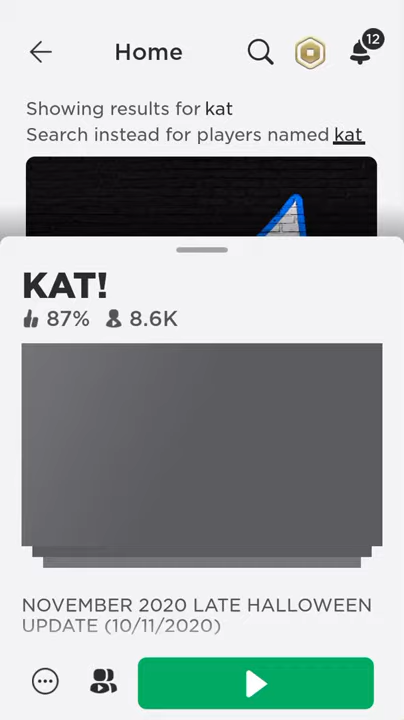 Home
12
Showing results for kat
Search instead for players named kat
KAT!
87% 8.6K
NOVEMBER 2020 LATE HALLOWEEN
UPDATE (10/11/2020)